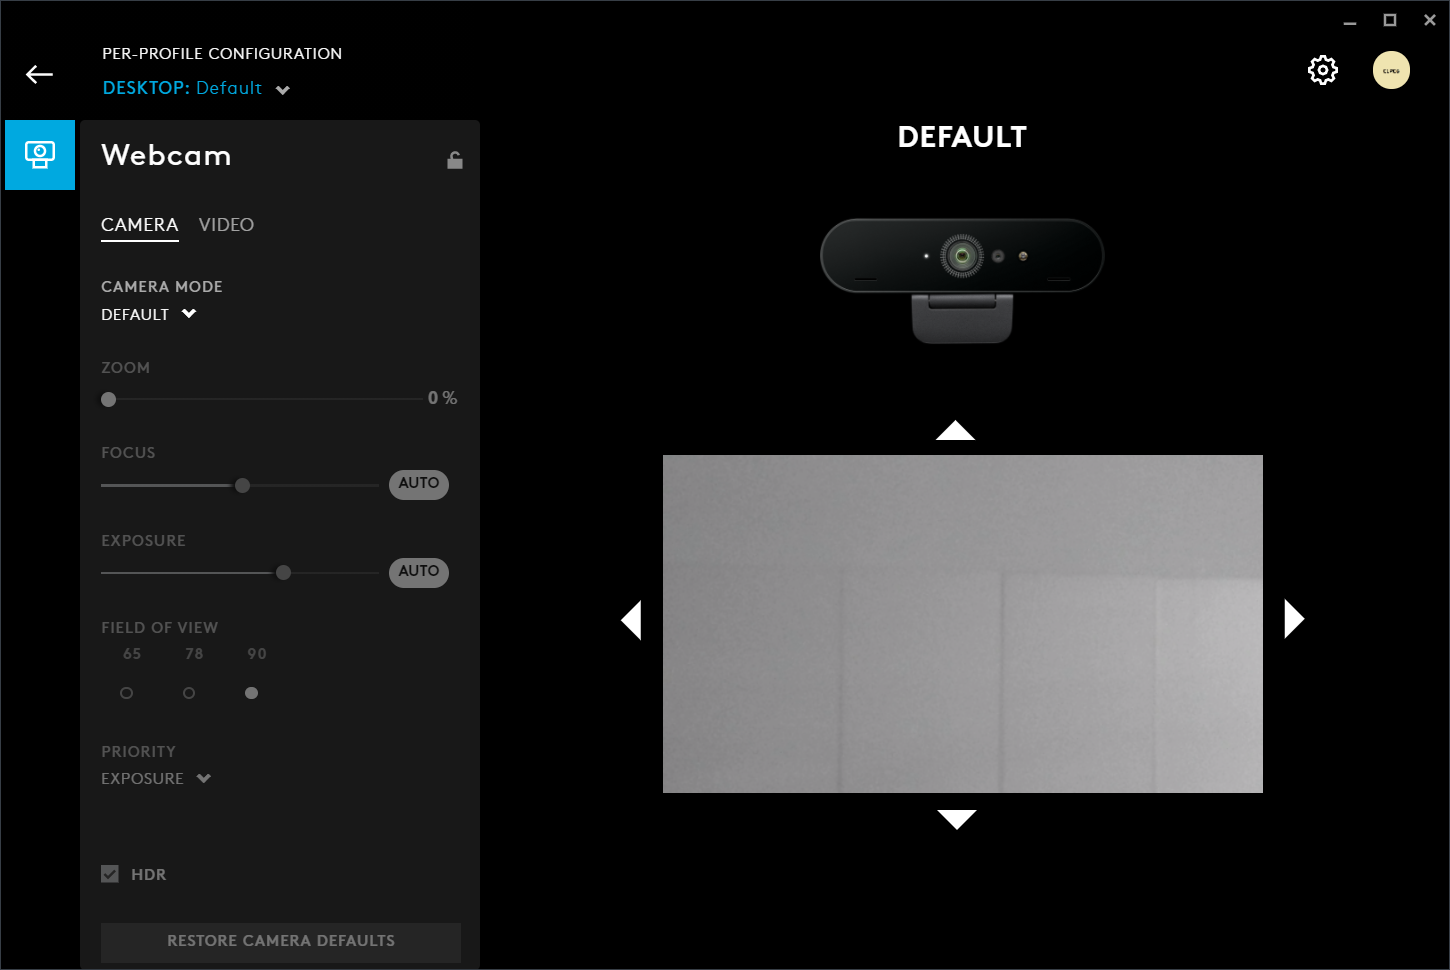 PER-PROFILE CONFIGURATION
DESKTOP: Default
Webcam
CAMERA VIDEO
CAMERA MODE
DEFAULT
ZOOM
0 %
FOCUS
AUTO
EXPOSURE
AUTO
FIELD OF VIEW
65 78 90
PRIORITY
EXPOSURE
HDR
RESTORE CAMERA DEFAULTS
DEFAULT